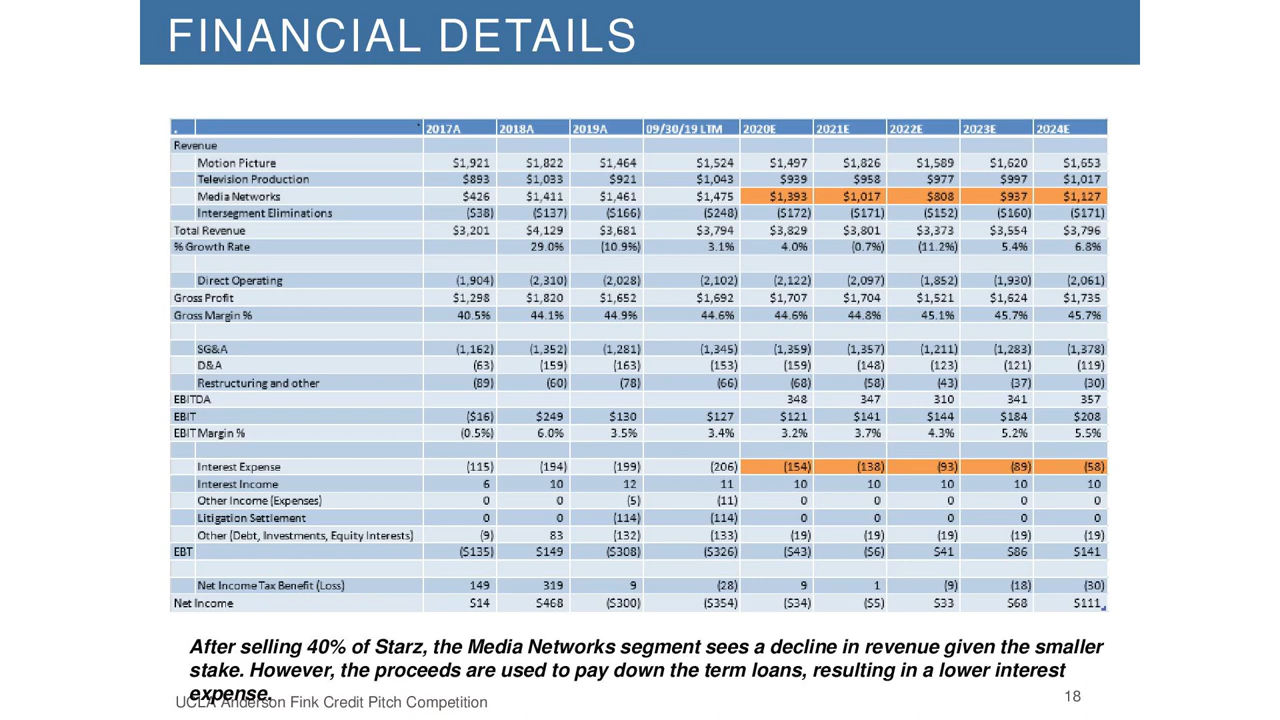 FINANCIAL DETAILS
. 2017A 2018A 2019A 09/30/19 LTM 2020E 2021E 2022E 2023E 2024E
Revenue
Motion Picture $1,921 $1,822 $1,464 $1,524 $1,497 $1,826 $1,589 $1,620 $1,653
Television Production $893 $1,033 $921 $1,043 $939 $958 $977 $997 $1,017
Media Networks $426 $1,411 $1,461 $1,475 $1,393 $1,017 $808 $937 $1,127
Intersegment Eliminations ($38) ($137) ($166) ($248) ($172) ($171) ($152) ($160) ($171)
Total Revenue $3,201 $4,129 $3,681 $3,794 $3,829 $3,801 $3,373 $3,554 $3,796
% Growth Rate 29.0% (10.9%) 3.1% 4.0% (0.7%) (11.2%) 5.4% 6.8%
Direct Operating (1,904) (2,310) (2,028) (2,102) (2,122) (2,097) (1,852) (1,930) (2,061)
Gross Profit $1,298 $1,820 $1,652 $1,692 $1,707 $1,704 $1,521 $1,624 $1,735
Gross Margin % 40.5% 44.1% 44.9% 44.6% 44.6% 44.8% 45.1% 45.7% 45.7%
SG&A (1,162) (1,352) (1,281) (1,345) (1,359) (1,357) (1,211) (1,283) (1,378)
D&A (63) (159) (163) (153) (159) (148) (123) (121) (119)
Restructuring and other (89) (60) (78) (66) (68) (58) (43) (37) (30)
EBITDA 348 347 310 341 357
EBIT ($16) $249 $130 $127 $121 $141 $144 $184 $208
EBIT Margin % (0.5%) 6.0% 3.5% 3.4% 3.2% 3.7% 4.3% 5.2% 5.5%
Interest Expense (115) (194) (199) (206) (154) (138) (93) (89) (58)
Interest Income 6 10 12 11 10 10 10 10 10
Other Income (Expenses) 0 0 (5) (11) 0 0 0 0 0
Litigation Settlement 0 0 (114) (114) 0 0 0 0 0
Other (Debt, Investments, Equity Interests) (9) 83 (132) (133) (19) (19) (19) (19) (19)
EBT ($135) $149 ($308) ($326) ($43) ($6) $41 $86 $141
Net Income Tax Benefit (Loss) 149 319 9 (28) 9 1 (9) (18) (30)
Net Income $14 $468 ($300) ($354) ($34) ($5) $33 $68 $111
After selling 40% of Starz, the Media Networks segment sees a decline in revenue given the smaller
stake. However, the proceeds are used to pay down the term loans, resulting in a lower interest
expense.
UCLA Anderson Fink Credit Pitch Competition
18